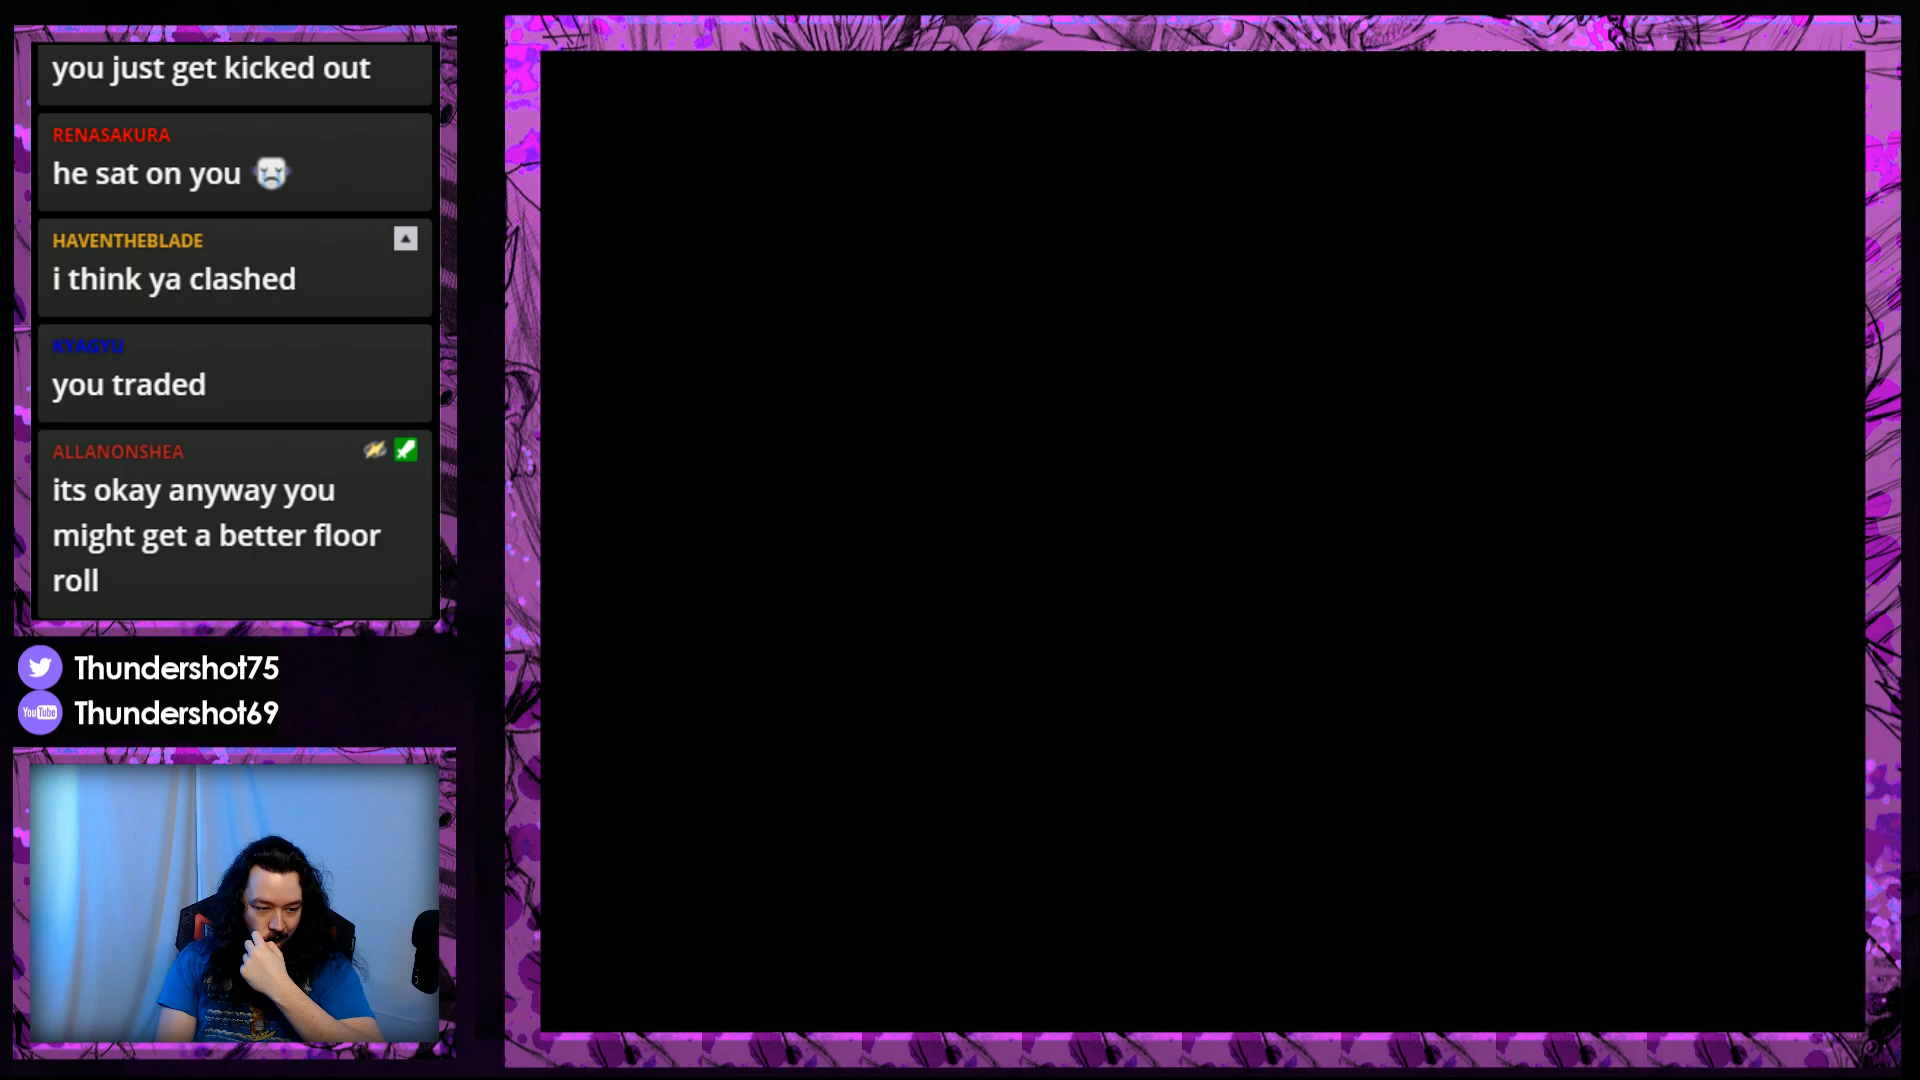 you just get kicked out
RENASAKURA
he sat on you
HAVENTHEBLADE
i think ya clashed
KYAGYU
you traded
ALLANONSHEA
its okay anyway you
might get a better floor
roll
Thundershot75
YouTube
Thundershot69